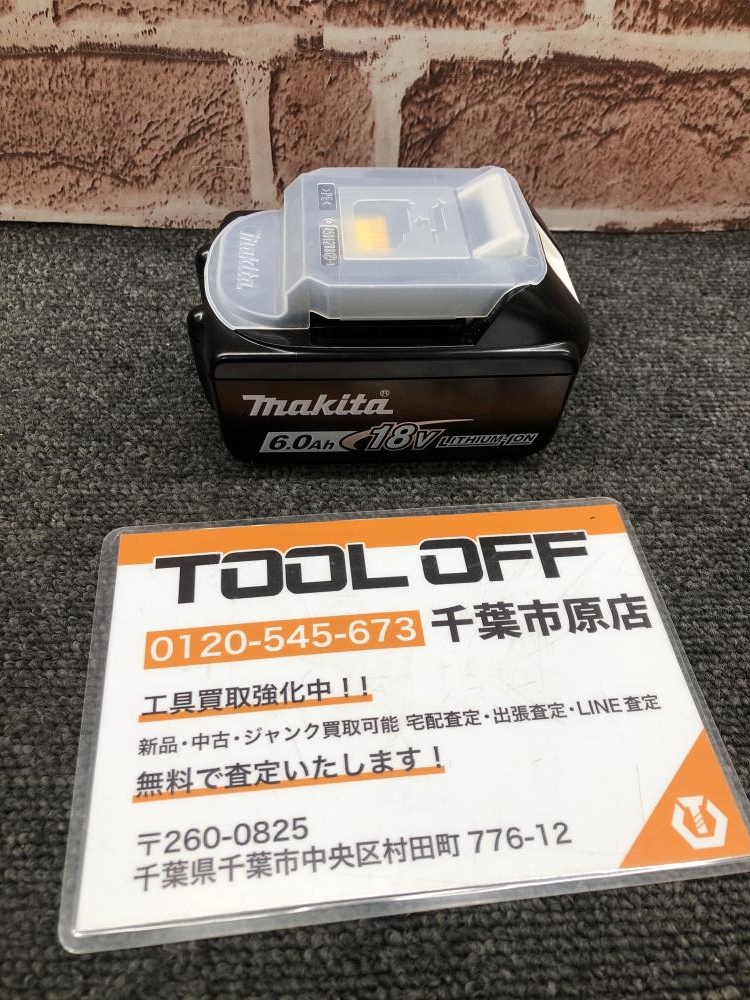 >PE<
makita
makita®
6.0Ah 18V LITHIUM-ION
TOOL OFF
0120-545-673 千葉市原店
工具買取強化中!!
新品・中古・ジャンク買取可能 宅配査定・出張査定・LINE査定
無料で査定いたします!
〒260-0825
千葉県千葉市中央区村田町 776-12